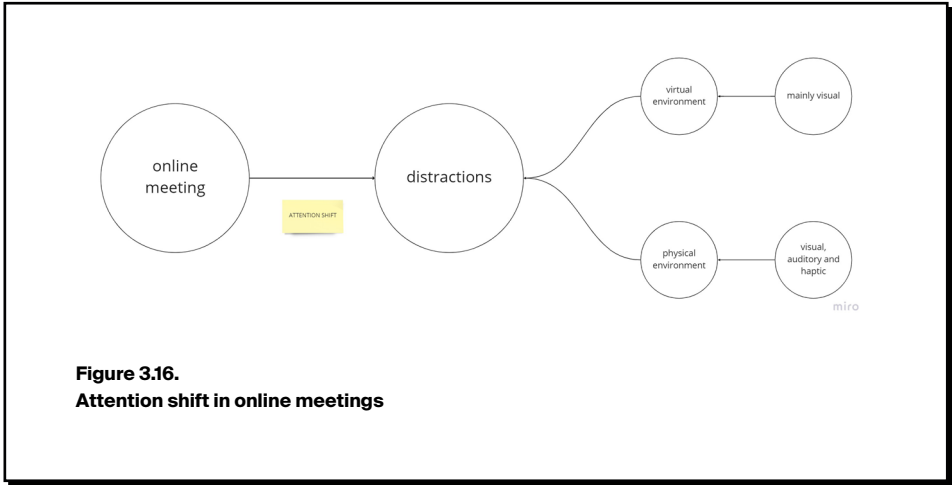 online
meeting
ATTENTION SHIFT
distractions
virtual
environment
mainly visual
physical
environment
visual,
auditory and
haptic
miro
Figure 3.16.
Attention shift in online meetings